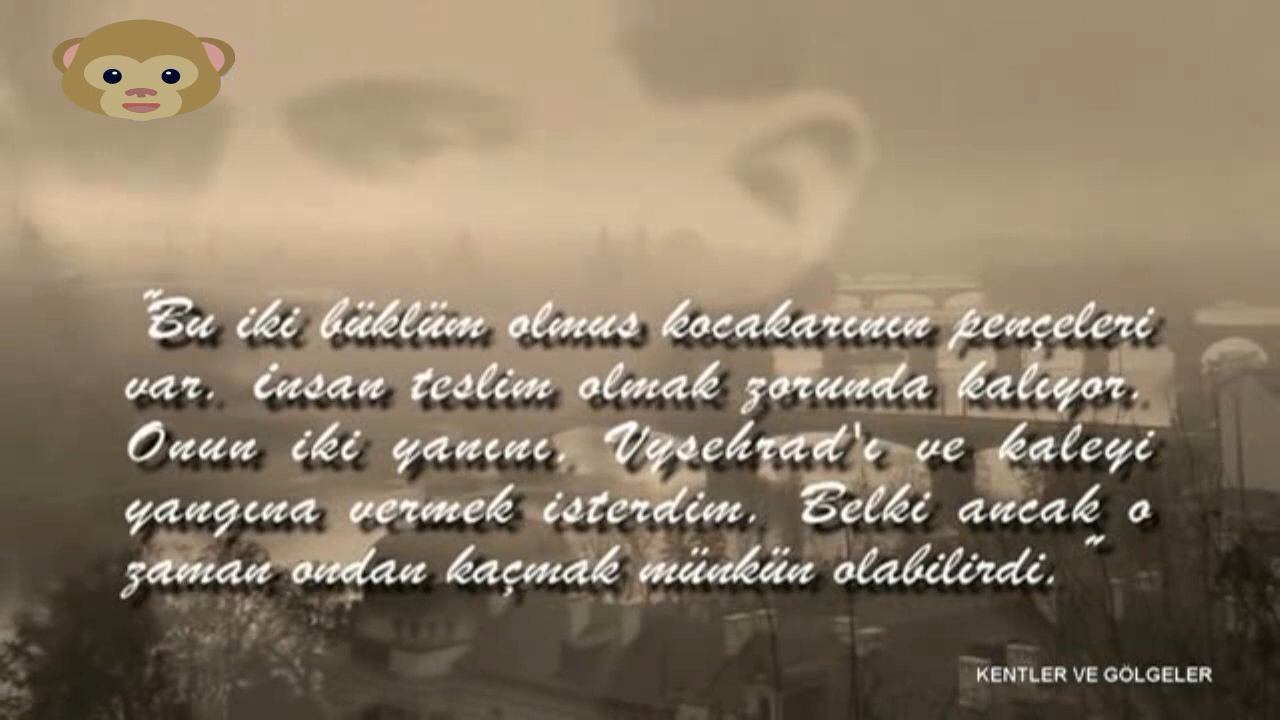 "Bu iki büklüm olmus kocakarının pençeleri
var. insan teslim olmak zorunda kalıyor.
Onun iki yanını, Vysehrad'ı ve kaleyi
yangına vermek isterdim. Belki ancak o
zaman ondan kaçmak münkün olabilirdi."
KENTLER VE GÖLGELER